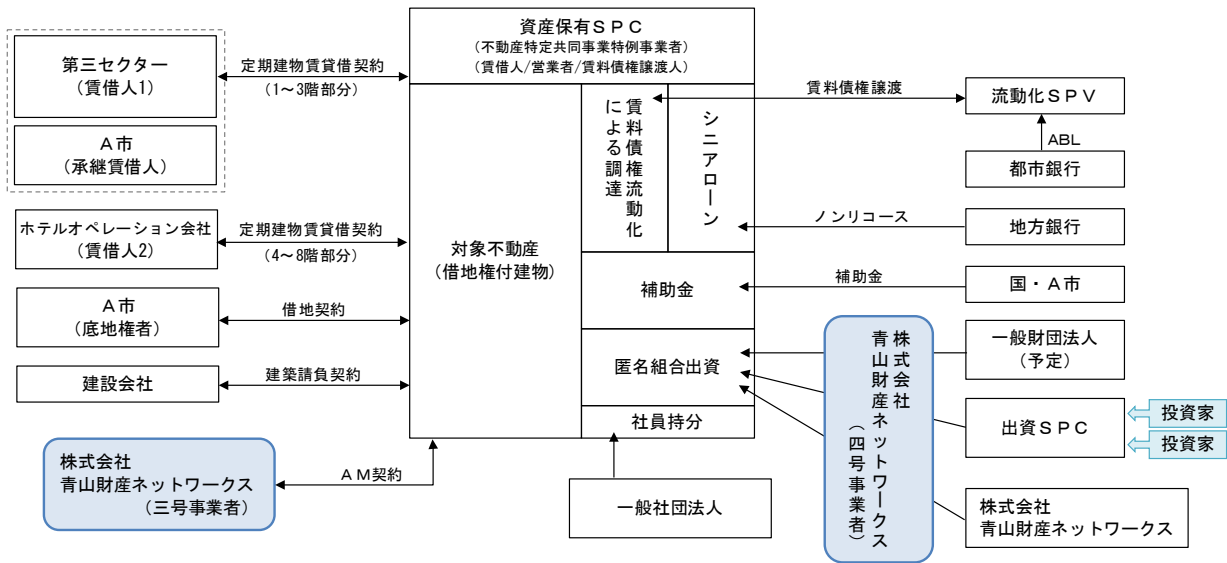 資産保有ＳＰＣ
（不動産特定共同事業特例事業者）
（賃借人/営業者/賃料債権譲渡人）
第三セクター
（賃借人1）
Ａ市
（承継賃借人）
定期建物賃貸借契約
（1～3階部分）
ホテルオペレーション会社
（賃借人2）
定期建物賃貸借契約
（4～8階部分）
Ａ市
（底地権者）
借地契約
建設会社
建築請負契約
株式会社
青山財産ネットワークス
（三号事業者）
ＡＭ契約
対象不動産
（借地権付建物）
賃料債権流動化
による調達
シニアローン
補助金
匿名組合出資
社員持分
一般社団法人
賃料債権譲渡
流動化ＳＰＶ
ABL
都市銀行
ノンリコース
地方銀行
補助金
国・Ａ市
株式会社
青山財産ネットワークス
（四号事業者）
一般財団法人
（予定）
出資ＳＰＣ
投資家
投資家
株式会社
青山財産ネットワークス